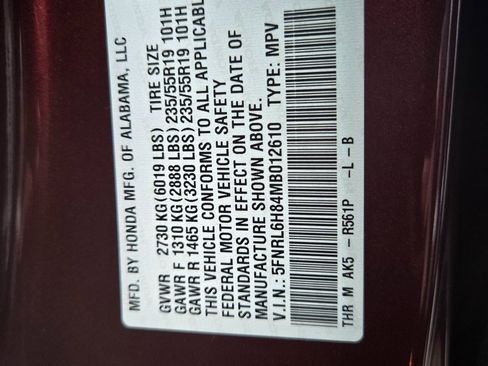 MFD. BY HONDA MFG. OF ALABAMA, LLC
TIRE SIZE
GVWR 2730 KG(6019 LBS)
GAWR F 1310 KG(2888 LBS)235/55R19 101H
GAWR R 1465 KG(3230 LBS)235/55R19 101H
THIS VEHICLE CONFORMS TO ALL APPLICABL
FEDERAL MOTOR VEHICLE SAFETY
STANDARDS IN EFFECT ON THE DATE OF
MANUFACTURE SHOWN ABOVE.
V.I.N.: 5FNRL6H84MB012610 TYPE: MPV
THR M AK5 - R561P -L - B